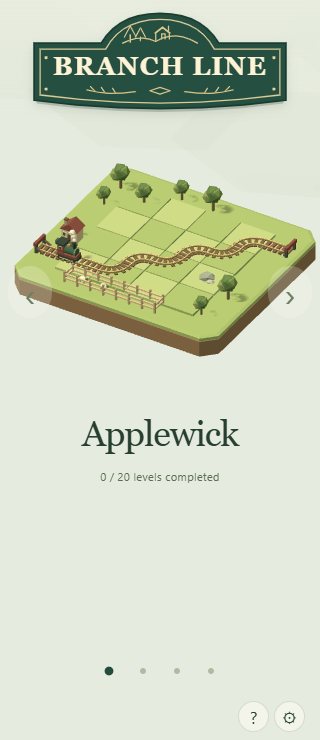 BRANCH LINE
‹
›
Applewick
0 / 20 levels completed
?